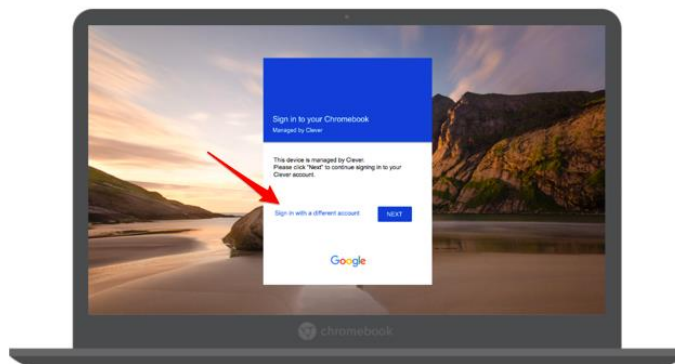 Sign in to your Chromebook
Managed by Clever
This device is managed by Clever.
Please click "Next" to continue signing in to your
Clever account.
Sign in with a different account
NEXT
Google
chromebook